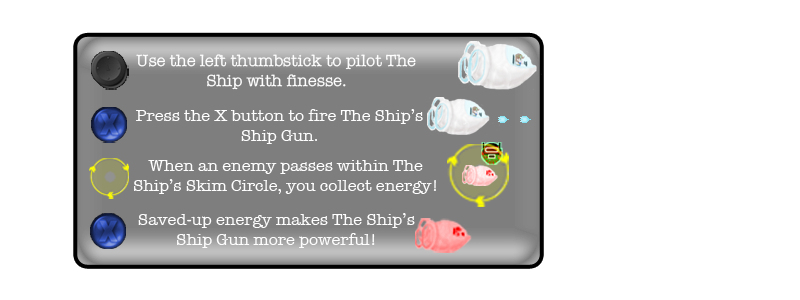 Use the left thumbstick to pilot The
Ship with finesse.
Press the X button to fire The Ship's
Ship Gun.
When an enemy passes within The
Ship's Skim Circle, you collect energy!
Saved-up energy makes The Ship's
Ship Gun more powerful!